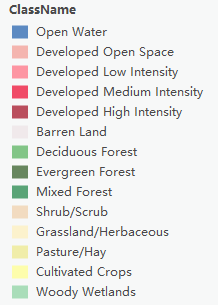 ClassName
Open Water
Developed Open Space
Developed Low Intensity
Developed Medium Intensity
Developed High Intensity
Barren Land
Deciduous Forest
Evergreen Forest
Mixed Forest
Shrub/Scrub
Grassland/Herbaceous
Pasture/Hay
Cultivated Crops
Woody Wetlands